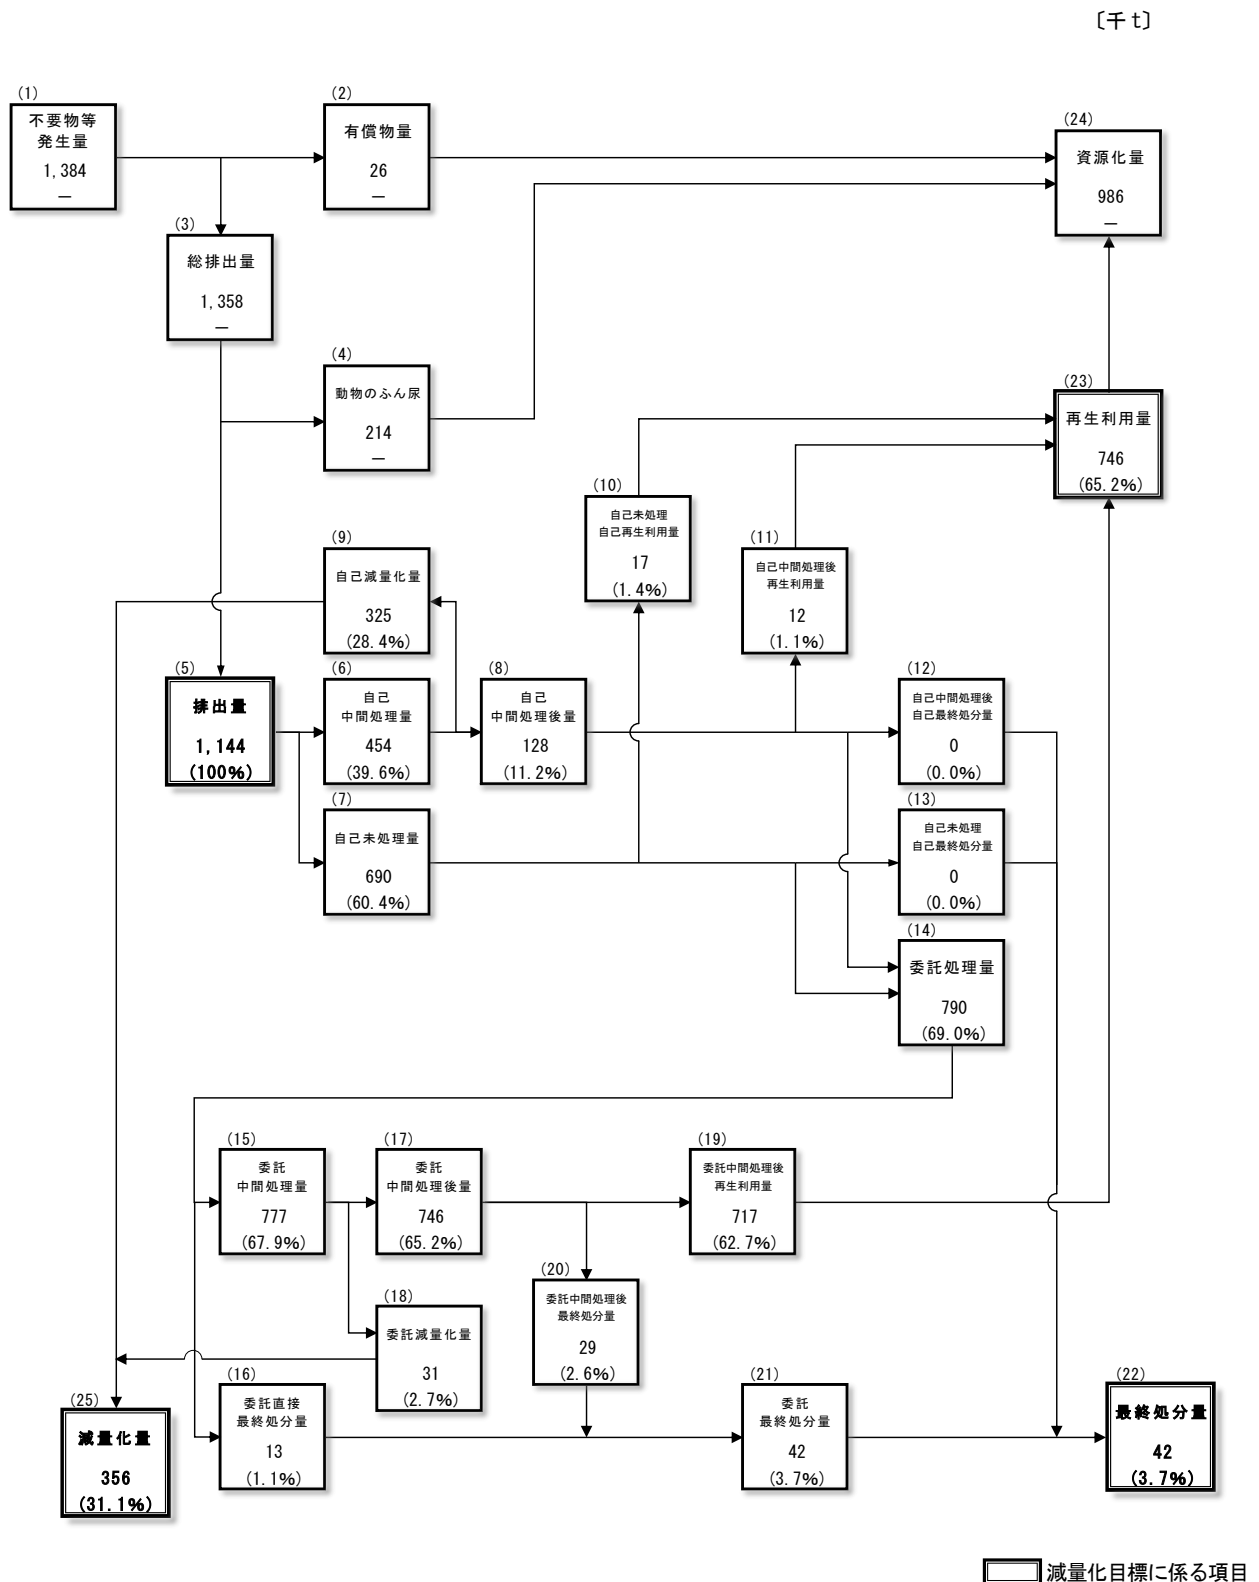 〔千t〕
(1)
不要物等
発生量
1,384
―
(2)
有償物量
26
―
(24)
資源化量
986
―
(3)
総排出量
1,358
―
(4)
動物のふん尿
214
―
(23)
再生利用量
746
(65.2%)
(10)
自己未処理
自己再生利用量
17
(1.4%)
(11)
自己中間処理後
再生利用量
12
(1.1%)
(9)
自己減量化量
325
(28.4%)
(5)
排出量
1,144
(100%)
(6)
自己
中間処理量
454
(39.6%)
(8)
自己
中間処理後量
128
(11.2%)
(12)
自己中間処理後
自己最終処分量
0
(0.0%)
(7)
自己未処理量
690
(60.4%)
(13)
自己未処理
自己最終処分量
0
(0.0%)
(14)
委託処理量
790
(69.0%)
(15)
委託
中間処理量
777
(67.9%)
(17)
委託
中間処理後量
746
(65.2%)
(19)
委託中間処理後
再生利用量
717
(62.7%)
(20)
委託中間処理後
最終処分量
29
(2.6%)
(18)
委託減量化量
31
(2.7%)
(16)
委託直接
最終処分量
13
(1.1%)
(21)
委託
最終処分量
42
(3.7%)
(22)
最終処分量
42
(3.7%)
(25)
減量化量
356
(31.1%)
減量化目標に係る項目